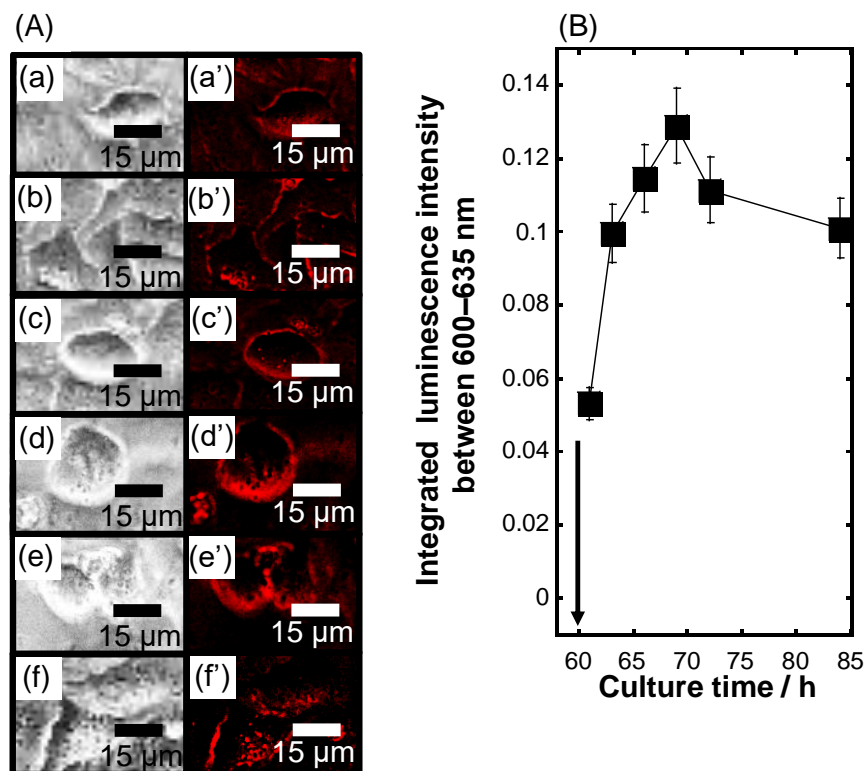 (A)
(a) (a')
15 µm 15 µm
(b) (b')
15 µm 15 µm
(c) (c')
15 µm 15 µm
(d) (d')
15 µm 15 µm
(e) (e')
15 µm 15 µm
(f) (f')
15 µm 15 µm
(B)
Integrated luminescence intensity
between 600–635 nm
0.14
0.12
0.1
0.08
0.06
0.04
0.02
0
60 65 70 75 80 85
Culture time / h